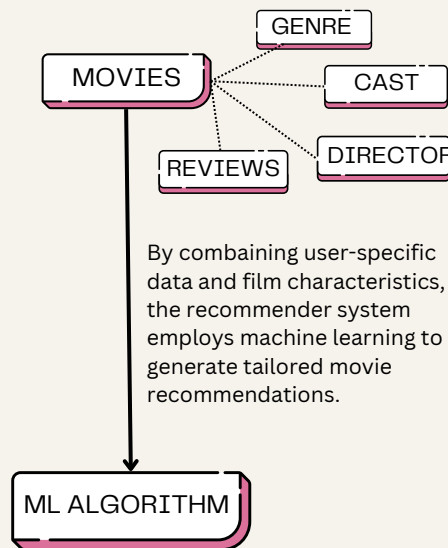 GENRE
MOVIES
CAST
DIRECTOR
REVIEWS
By combaining user-specific
data and film characteristics,
the recommender system
employs machine learning to
generate tailored movie
recommendations.
ML ALGORITHM